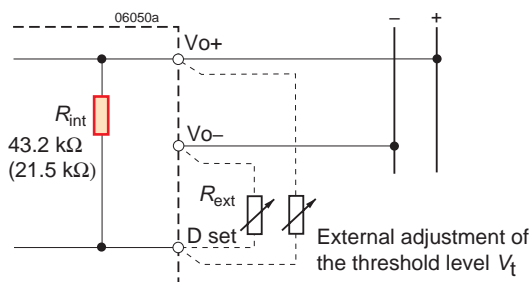 06050a
– +
Vo+
Rint
43.2 kΩ
(21.5 kΩ)
Vo–
Rext
D set
External adjustment of
the threshold level Vt